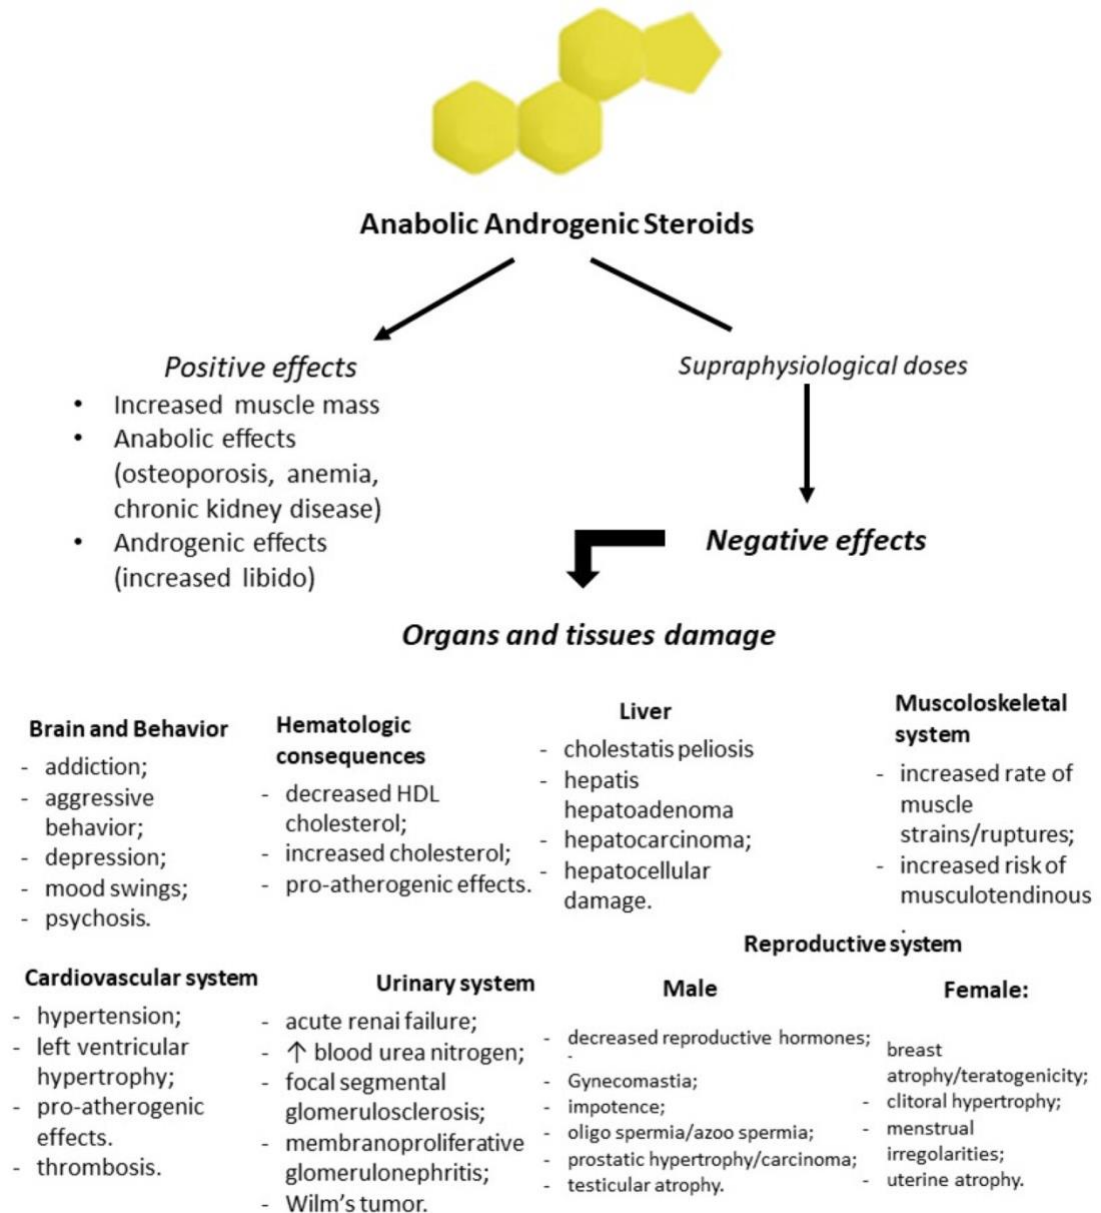 Anabolic Androgenic Steroids
Positive effects
• Increased muscle mass
• Anabolic effects
(osteoporosis, anemia,
chronic kidney disease)
• Androgenic effects
(increased libido)
Supraphysiological doses
Negative effects
Organs and tissues damage
Brain and Behavior
- addiction;
- aggressive
behavior;
- depression;
- mood swings;
- psychosis.
Hematologic
consequences
- decreased HDL
cholesterol;
- increased cholesterol;
- pro-atherogenic effects.
Liver
- cholestatis peliosis
- hepatis
hepatoadenoma
- hepatocarcinoma;
- hepatocellular
damage.
Muscoloskeletal
system
- increased rate of
muscle
strains/ruptures;
- increased risk of
musculotendinous
.
Cardiovascular system
- hypertension;
- left ventricular
hypertrophy;
- pro-atherogenic
effects.
- thrombosis.
Urinary system
- acute renai failure;
- ↑ blood urea nitrogen;
- focal segmental
glomerulosclerosis;
- membranoproliferative
glomerulonephritis;
- Wilm's tumor.
Reproductive system
Male
- decreased reproductive hormones;
-
- Gynecomastia;
- impotence;
- oligo spermia/azoo spermia;
- prostatic hypertrophy/carcinoma;
- testicular atrophy.
Female:
breast
atrophy/teratogenicity;
- clitoral hypertrophy;
- menstrual
irregolarities;
- uterine atrophy.